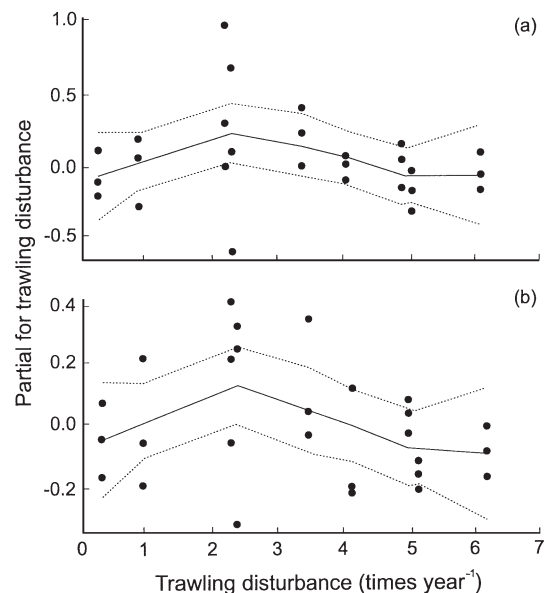 (a)
1.0
0.5
0.0
-0.5
Partial for trawling disturbance
(b)
0.4
0.2
0.0
-0.2
0 1 2 3 4 5 6 7
Trawling disturbance (times year⁻¹)